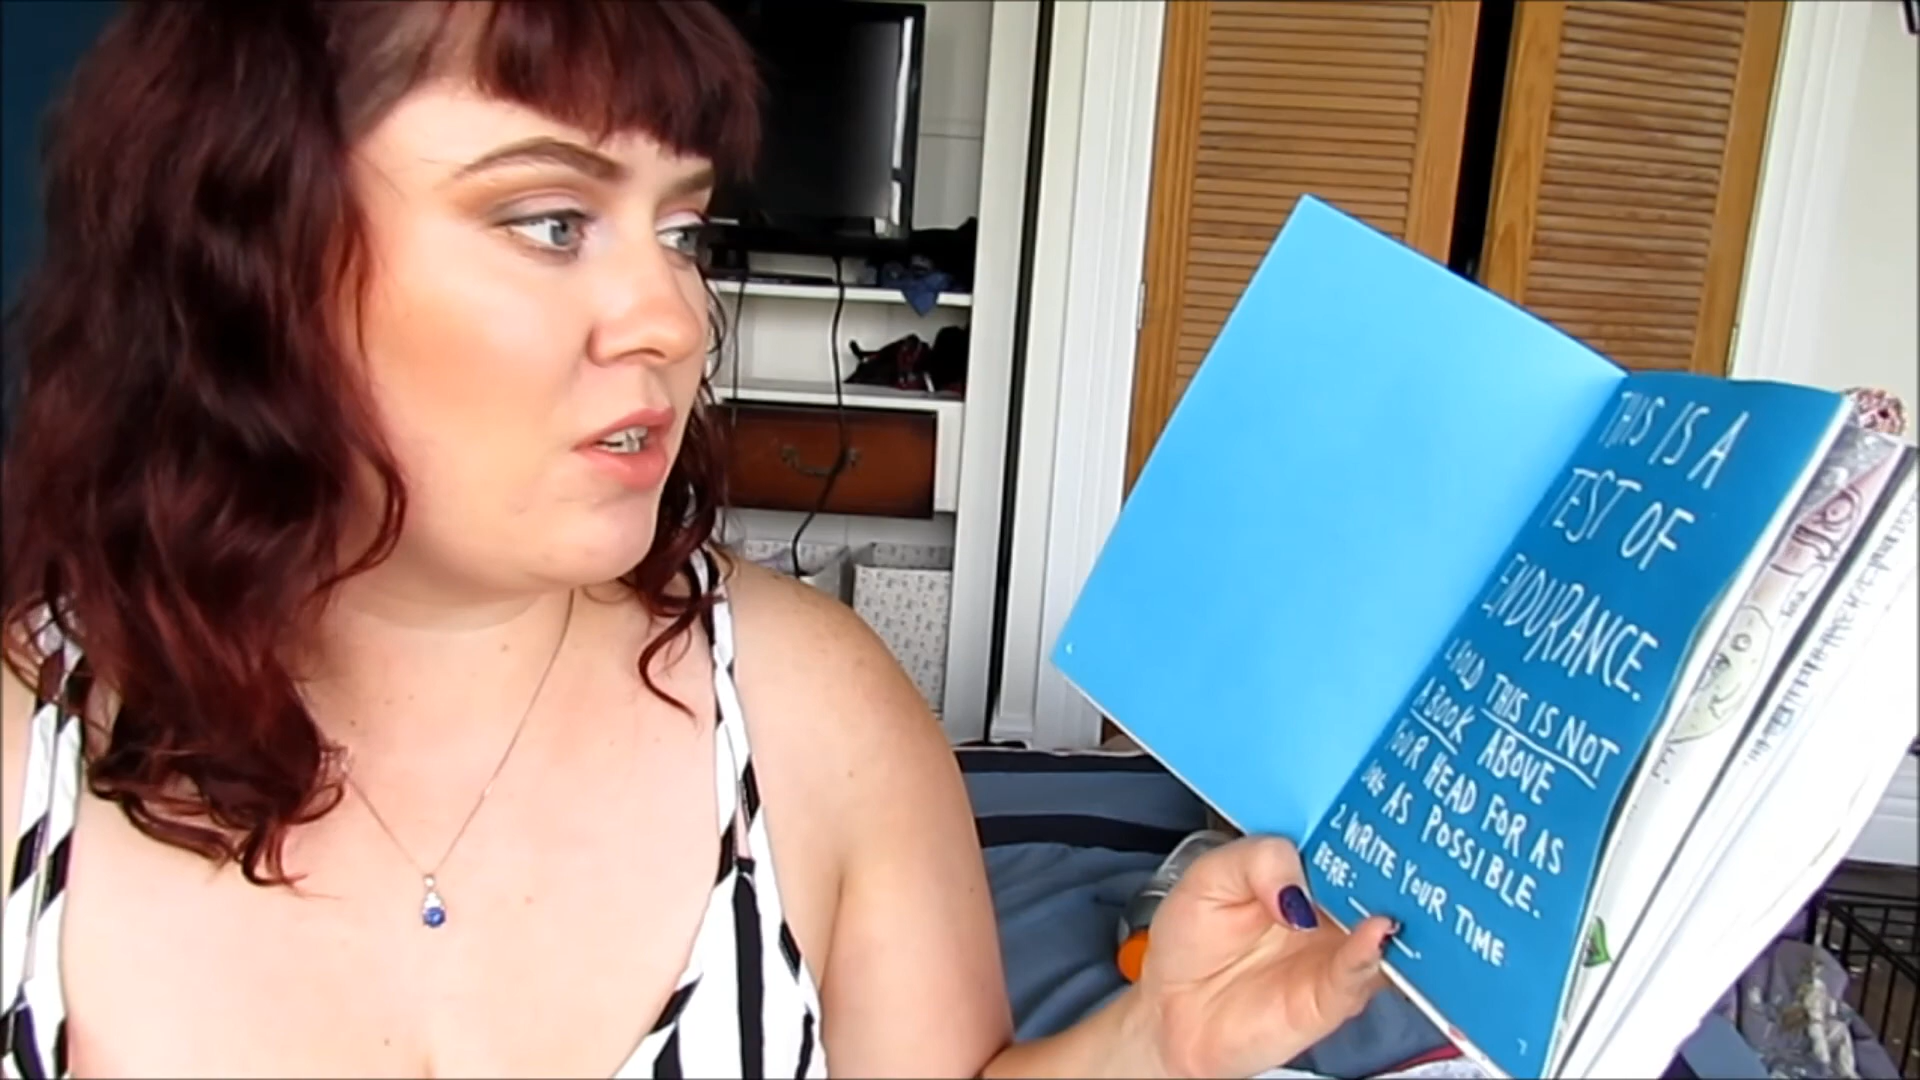 THIS IS A
TEST OF
ENDURANCE.
1. HOLD THIS IS NOT
A BOOK ABOVE
YOUR HEAD FOR AS
LONG AS POSSIBLE.
2. WRITE YOUR TIME
HERE: